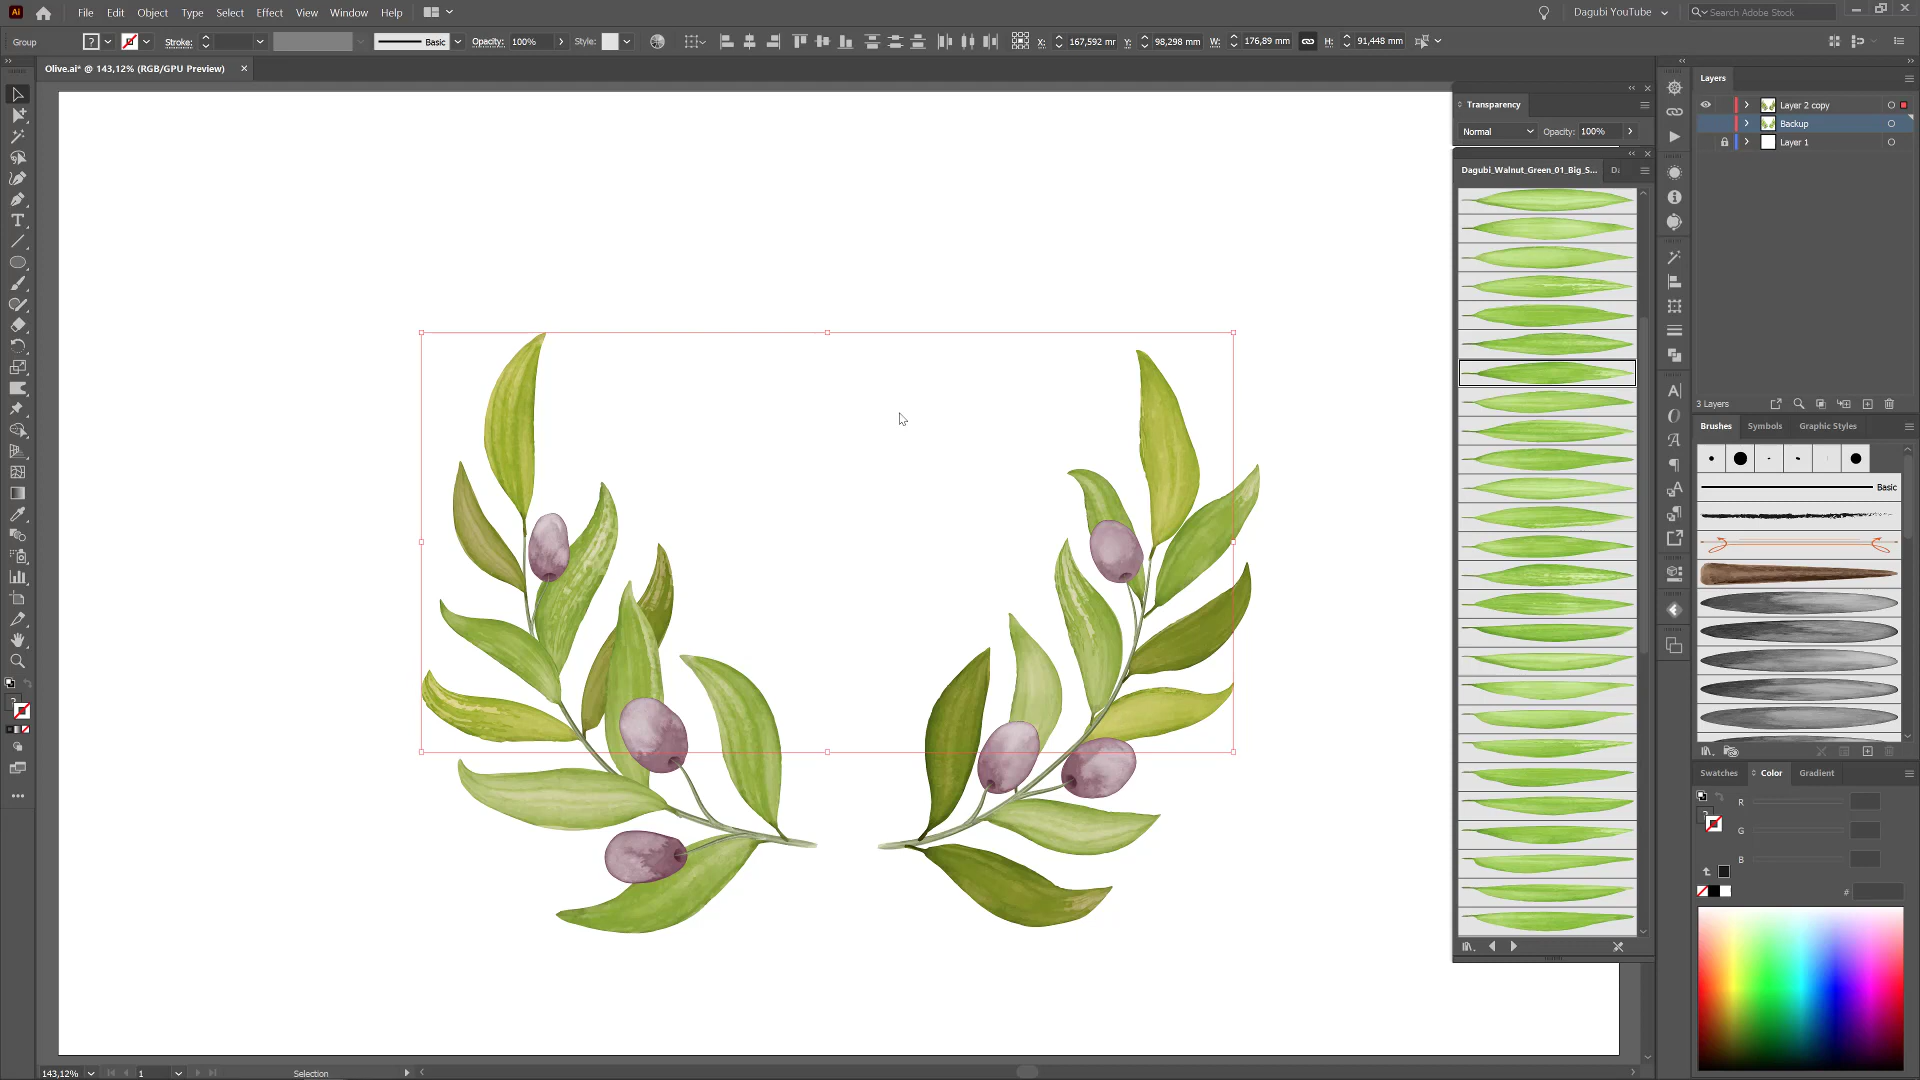 Ai File Edit Object Type Select Effect View Window Help Dagubi YouTube Search Adobe Stock
Group ? Stroke: Basic Opacity: 100% Style: X: 167,592 mr Y: 98,298 mm W: 176,89 mm H: 91,448 mm
Olive.ai* @ 143,12% (RGB/GPU Preview)
Layers
Transparency
Layer 2 copy
Normal Opacity: 100%
Backup
Layer 1
Dagubi_Walnut_Green_01_Big_S...
3 Layers
Brushes Symbols Graphic Styles
Basic
Swatches Color Gradient
R
G
B
#
143,12% 1 Selection